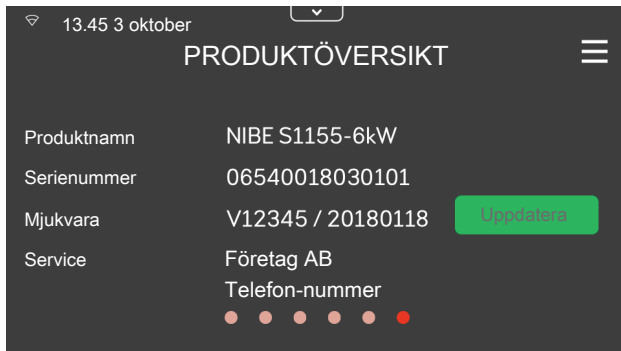 13.45 3 oktober
PRODUKTÖVERSIKT
Produktnamn NIBE S1155-6kW
Serienummer 06540018030101
Mjukvara V12345 / 20180118 Uppdatera
Service Företag AB
Telefon-nummer